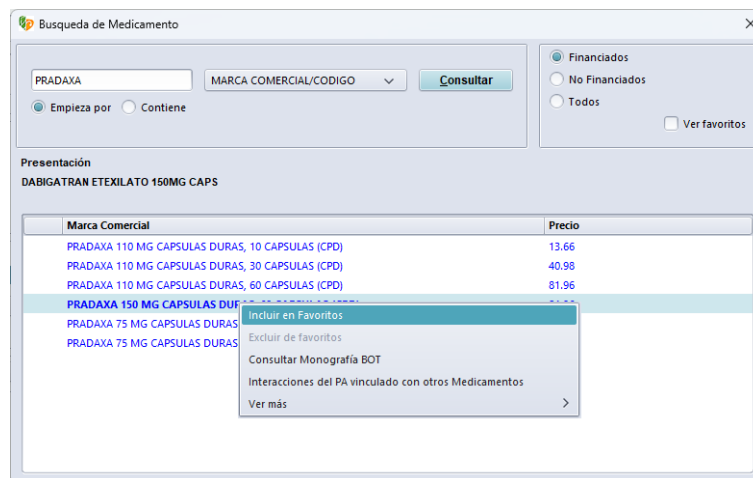 Busqueda de Medicamento
PRADAXA
MARCA COMERCIAL/CODIGO
Consultar
Empieza por
Contiene
Financiados
No Financiados
Todos
Ver favoritos
Presentación
DABIGATRAN ETEXILATO 150MG CAPS
Marca Comercial Precio
PRADAXA 110 MG CAPSULAS DURAS, 10 CAPSULAS (CPD) 13.66
PRADAXA 110 MG CAPSULAS DURAS, 30 CAPSULAS (CPD) 40.98
PRADAXA 110 MG CAPSULAS DURAS, 60 CAPSULAS (CPD) 81.96
PRADAXA 150 MG CAPSULAS
PRADAXA 75 MG CAPSULAS DURAS
PRADAXA 75 MG CAPSULAS DURAS
Incluir en Favoritos
Excluir de favoritos
Consultar Monografía BOT
Interacciones del PA vinculado con otros Medicamentos
Ver más